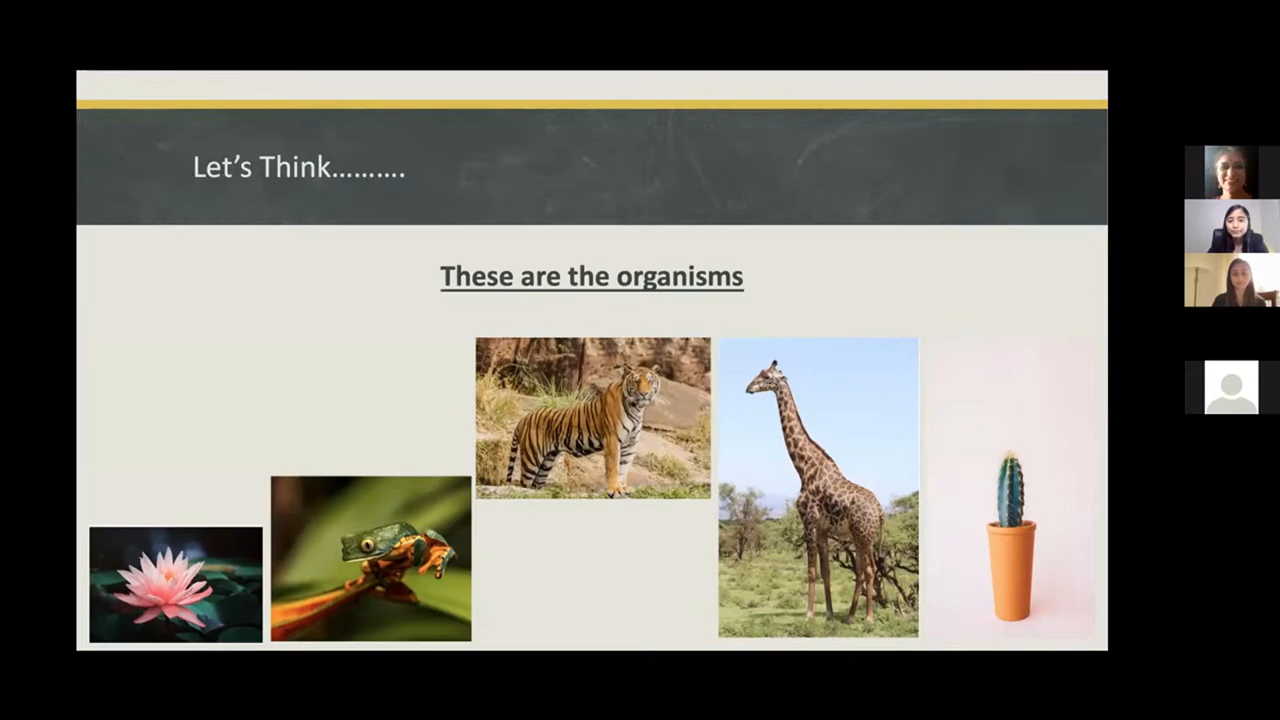 Let's Think..........
These are the organisms